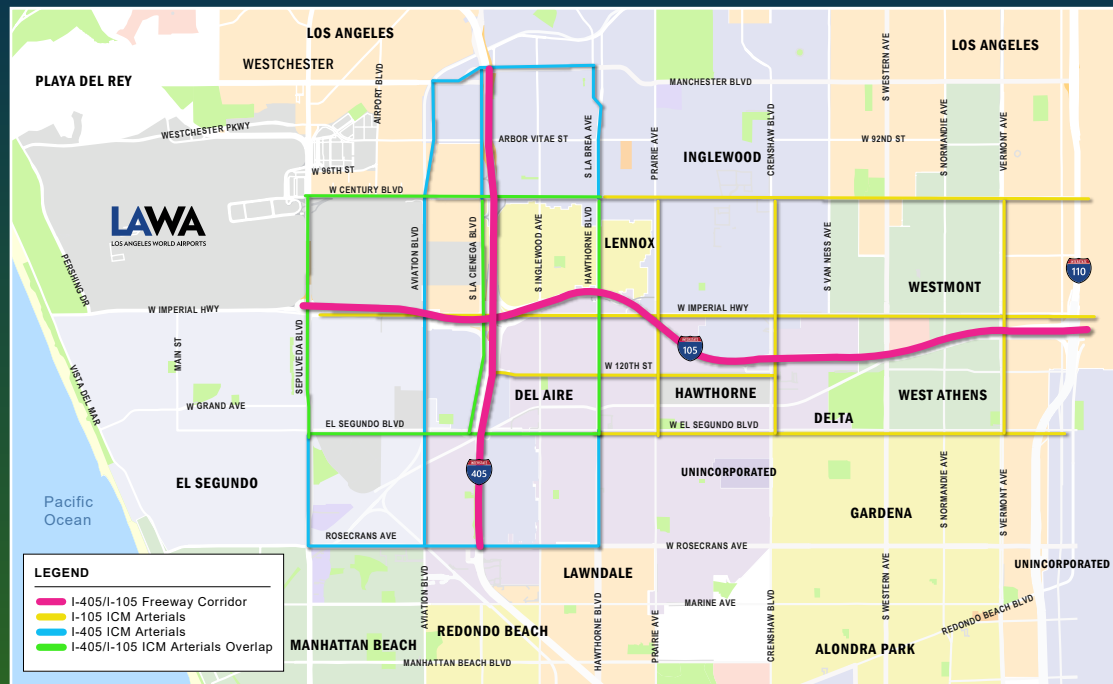 LOS ANGELES
WESTCHESTER
PLAYA DEL REY
AIRPORT BLVD
S WESTERN AVE
LOS ANGELES
MANCHESTER BLVD
WESTCHESTER PKWY
ARBOR VITAE ST
S LA BREA AVE
PRAIRIE AVE
INGLEWOOD
CRENSHAW BLVD
W 92ND ST
S NORMANDIE AVE
VERMONT AVE
W 96TH ST
W CENTURY BLVD
LAWA
LOS ANGELES WORLD AIRPORTS
PERSHING DR
AVIATION BLVD
S LA CIENEGA BLVD
S INGLEWOOD AVE
HAWTHORNE BLVD
LENNOX
S VAN NESS AVE
WESTMONT
INTERSTATE
110
W IMPERIAL HWY
W IMPERIAL HWY
SEPULVEDA BLVD
MAIN ST
INTERSTATE
105
W 120TH ST
VISTA DEL MAR
W GRAND AVE
DEL AIRE
HAWTHORNE
WEST ATHENS
DELTA
EL SEGUNDO BLVD
W EL SEGUNDO BLVD
INTERSTATE
405
EL SEGUNDO
UNINCORPORATED
Pacific
Ocean
GARDENA
S NORMANDIE AVE
S VERMONT AVE
ROSECRANS AVE
W ROSECRANS AVE
LAWNDALE
UNINCORPORATED
AVIATION BLVD
HAWTHORNE BLVD
PRAIRIE AVE
MARINE AVE
CRENSHAW BLVD
S WESTERN AVE
REDONDO BEACH BLVD
REDONDO BEACH
MANHATTAN BEACH
MANHATTAN BEACH BLVD
ALONDRA PARK
LEGEND
I-405/I-105 Freeway Corridor
I-105 ICM Arterials
I-405 ICM Arterials
I-405/I-105 ICM Arterials Overlap